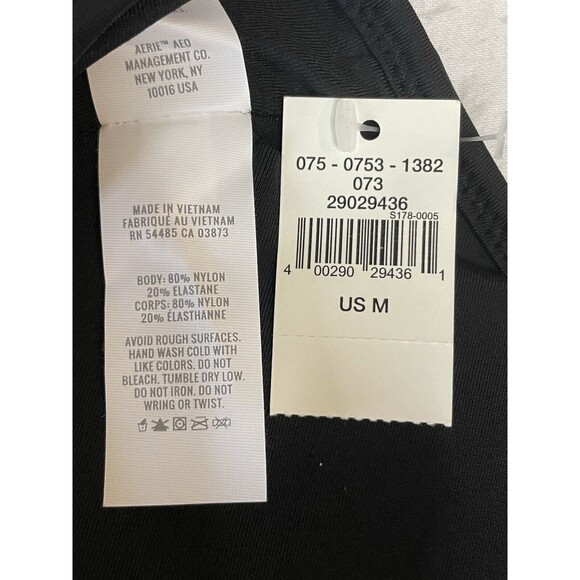 AERIE™ AEO
MANAGEMENT CO.
NEW YORK, NY
10016 USA
MADE IN VIETNAM
FABRIQUÉ AU VIETNAM
RN 54485 CA 03873
BODY: 80% NYLON
20% ELASTANE
CORPS: 80% NYLON
20% ÉLASTHANNE
AVOID ROUGH SURFACES.
HAND WASH COLD WITH
LIKE COLORS. DO NOT
BLEACH. TUMBLE DRY LOW.
DO NOT IRON. DO NOT
WRING OR TWIST.
075 - 0753 - 1382
073
29029436
S178-0005
4 00290 29436 1
US M